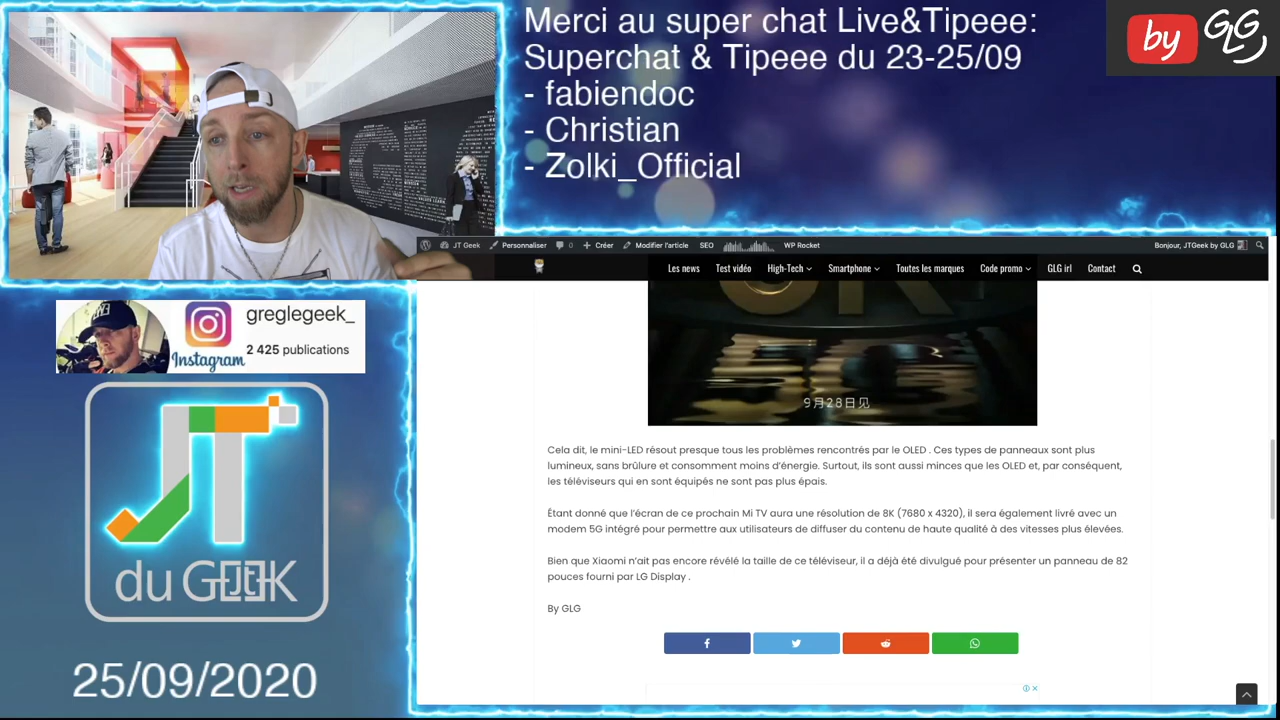 Merci au super chat Live&Tipeee:
Superchat & Tipeee du 23-25/09
- fabiendoc
- Christian
- Zolki_Official
by GLG
JT Geek Personnaliser 0 Créer Modifier l'article SEO WP Rocket Bonjour, JTGeek by GLG
Les news Test vidéo High-Tech Smartphone Toutes les marques Code promo GLG irl Contact
greglegeek_
Instagram
2 425 publications
8K
5G
9月28日见
Cela dit, le mini-LED résout presque tous les problèmes rencontrés par le OLED . Ces types de panneaux sont plus
lumineux, sans brûlure et consomment moins d'énergie. Surtout, ils sont aussi minces que les OLED et, par conséquent,
les téléviseurs qui en sont équipés ne sont pas plus épais.
Étant donné que l'écran de ce prochain Mi TV aura une résolution de 8K (7680 x 4320), il sera également livré avec un
modem 5G intégré pour permettre aux utilisateurs de diffuser du contenu de haute qualité à des vitesses plus élevées.
Bien que Xiaomi n'ait pas encore révélé la taille de ce téléviseur, il a déjà été divulgué pour présenter un panneau de 82
pouces fourni par LG Display .
By GLG
JT
du GEEK
25/09/2020